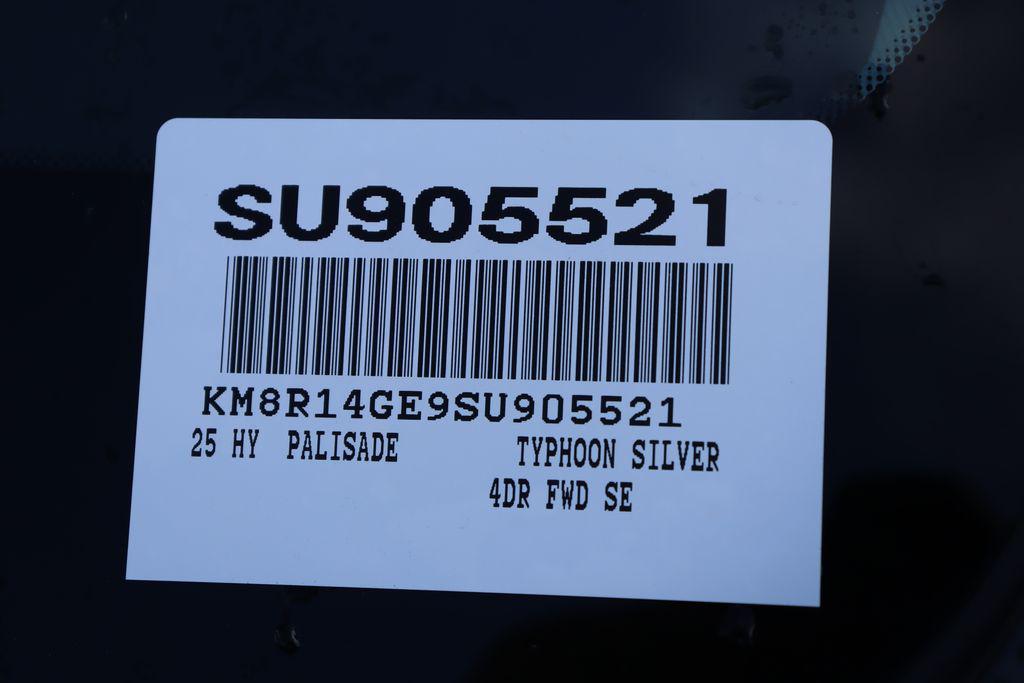 SU905521
KM8R14GE9SU905521
25 HY PALISADE TYPHOON SILVER
4DR FWD SE